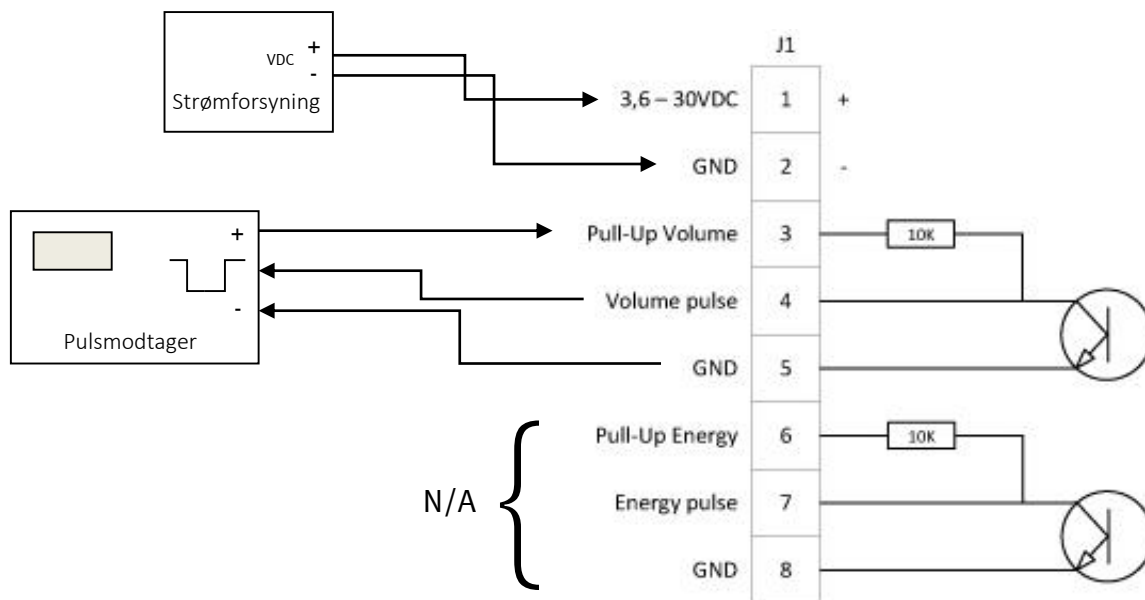 J1
+
VDC
-
Strømforsyning
3,6 – 30VDC 1 +
GND 2 -
+
-
Pulsmodtager
Pull-Up Volume 3 10K
Volume pulse 4
GND 5
N/A
Pull-Up Energy 6 10K
Energy pulse 7
GND 8